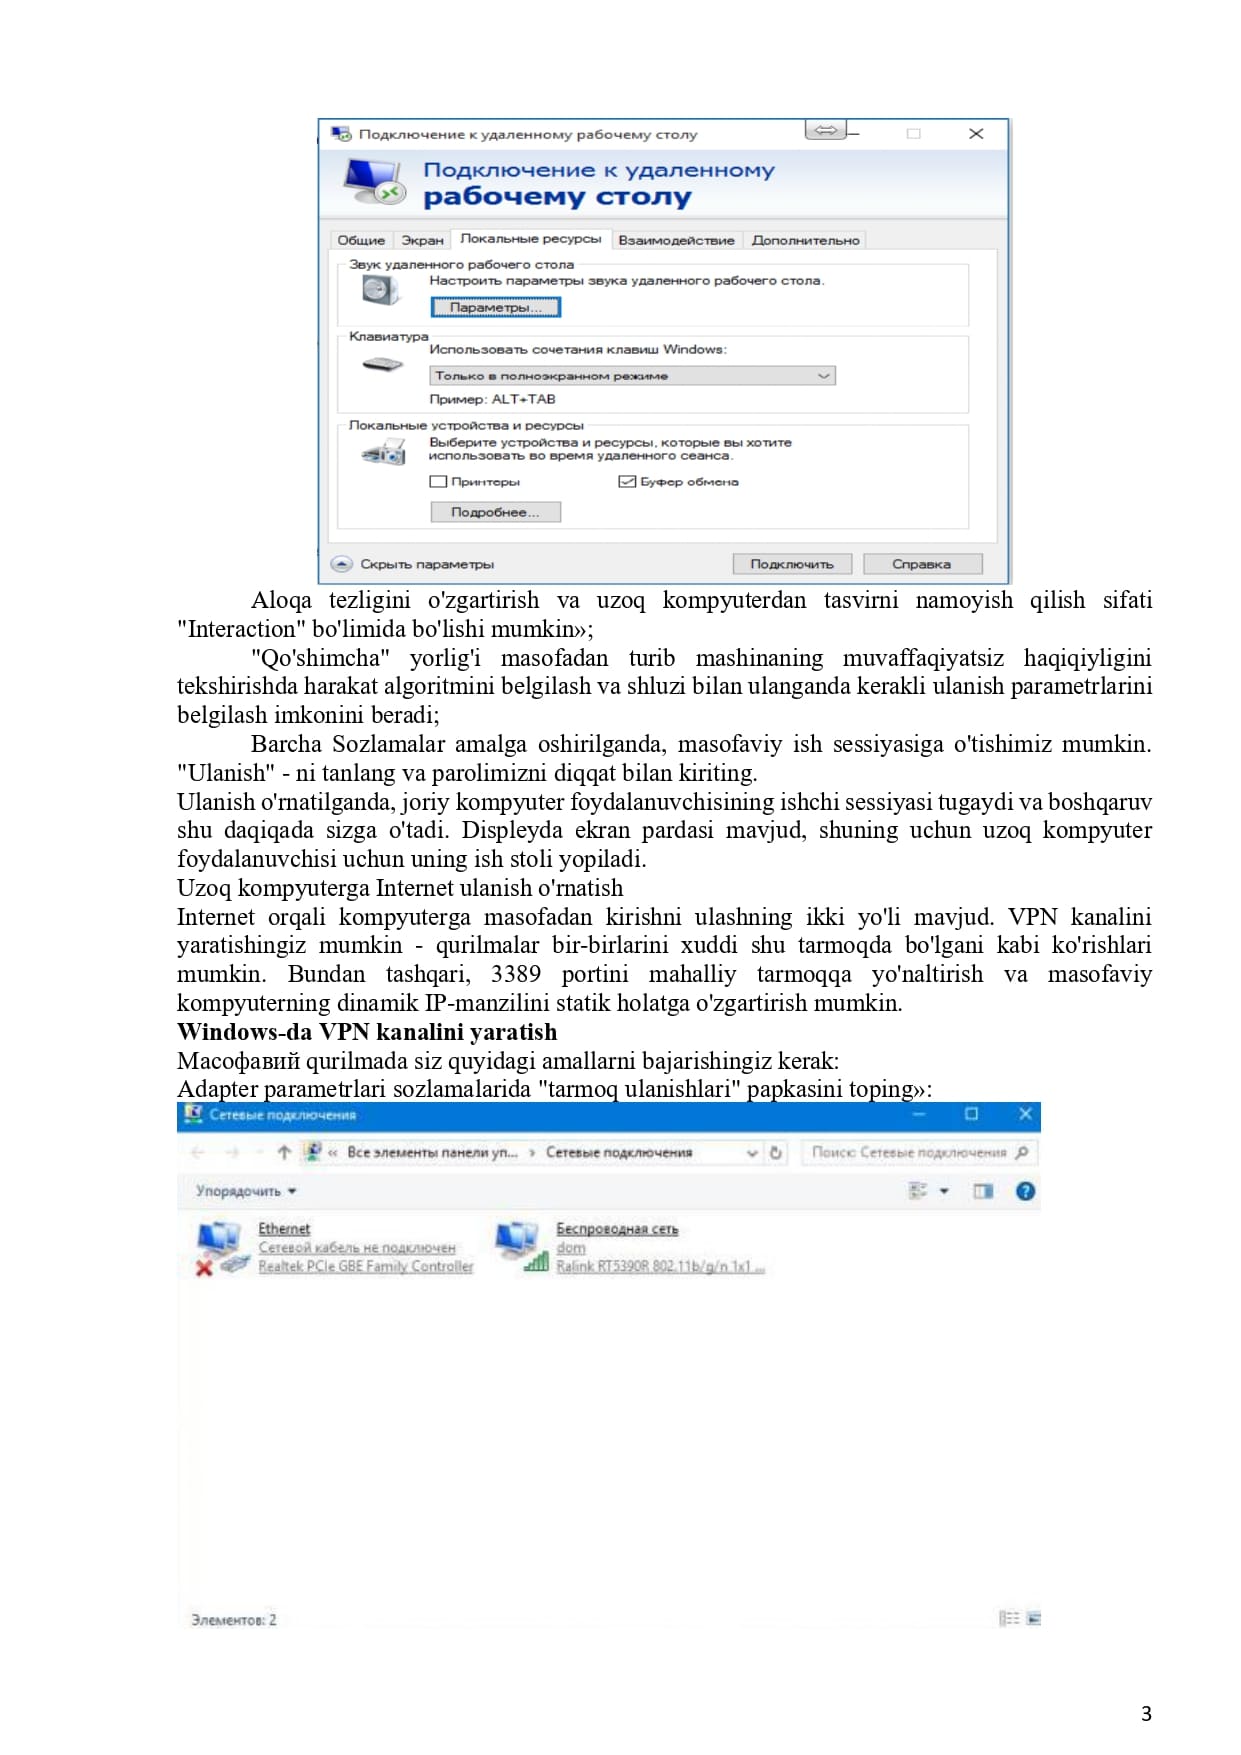 Подключение к удаленному рабочему столу
Подключение к удаленному
рабочему столу
Общие Экран Локальные ресурсы Взаимодействие Дополнительно
Звук удаленного рабочего стола
Настроить параметры звука удаленного рабочего стола.
Параметры...
Клавиатура
Использовать сочетания клавиш Windows:
Только в полноэкранном режиме
Пример: ALT+TAB
Локальные устройства и ресурсы
Выберите устройства и ресурсы, которые вы хотите
использовать во время удаленного сеанса.
Принтеры Буфер обмена
Подробнее...
Скрыть параметры Подключить Справка
Aloqa tezligini o'zgartirish va uzoq kompyuterdan tasvirni namoyish qilish sifati
"Interaction" bo'limida bo'lishi mumkin»;
"Qo'shimcha" yorlig'i masofadan turib mashinaning muvaffaqiyatsiz haqiqiyligini
tekshirishda harakat algoritmini belgilash va shluzi bilan ulanganda kerakli ulanish parametrlarini
belgilash imkonini beradi;
Barcha Sozlamalar amalga oshirilganda, masofaviy ish sessiyasiga o'tishimiz mumkin.
"Ulanish" - ni tanlang va parolimizni diqqat bilan kiriting.
Ulanish o'rnatilganda, joriy kompyuter foydalanuvchisining ishchi sessiyasi tugaydi va boshqaruv
shu daqiqada sizga o'tadi. Displeyda ekran pardasi mavjud, shuning uchun uzoq kompyuter
foydalanuvchisi uchun uning ish stoli yopiladi.
Uzoq kompyuterga Internet ulanish o'rnatish
Internet orqali kompyuterga masofadan kirishni ulashning ikki yo'li mavjud. VPN kanalini
yaratishingiz mumkin - qurilmalar bir-birlarini xuddi shu tarmoqda bo'lgani kabi ko'rishlari
mumkin. Bundan tashqari, 3389 portini mahalliy tarmoqqa yo'naltirish va masofaviy
kompyuterning dinamik IP-manzilini statik holatga o'zgartirish mumkin.
Windows-da VPN kanalini yaratish
Масофавий qurilmada siz quyidagi amallarni bajarishingiz kerak:
Adapter parametrlari sozlamalarida "tarmoq ulanishlari" papkasini toping»:
Сетевые подключения
« Все элементы панели уп... › Сетевые подключения Поиск: Сетевые подключения
Упорядочить
Ethernet
Сетевой кабель не подключен
Realtek PCIe GBE Family Controller
Беспроводная сеть
dom
Ralink RT5390R 802.11b/g/n 1x1 ...
Элементов: 2
3